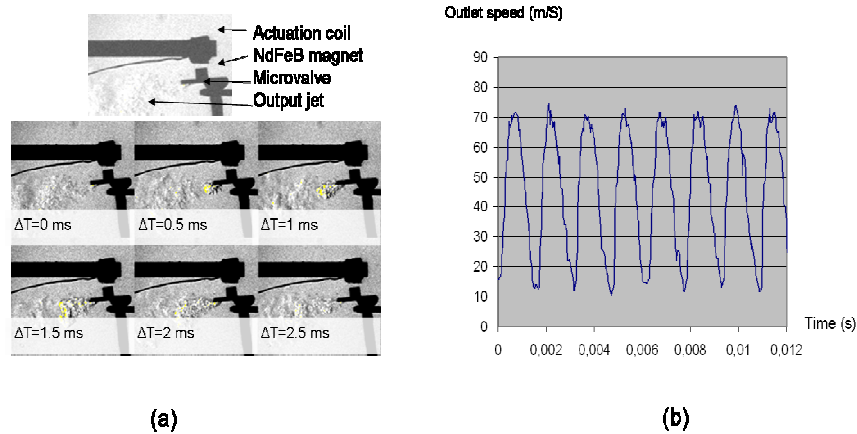 Actuation coil
NdFeB magnet
Microvalve
Output jet
ΔT=0 ms
ΔT=0.5 ms
ΔT=1 ms
ΔT=1.5 ms
ΔT=2 ms
ΔT=2.5 ms
(a)
Outlet speed (m/S)
90
80
70
60
50
40
30
20
10
0
0
0,002
0,004
0,006
0,008
0,01
0,012
Time (s)
(b)